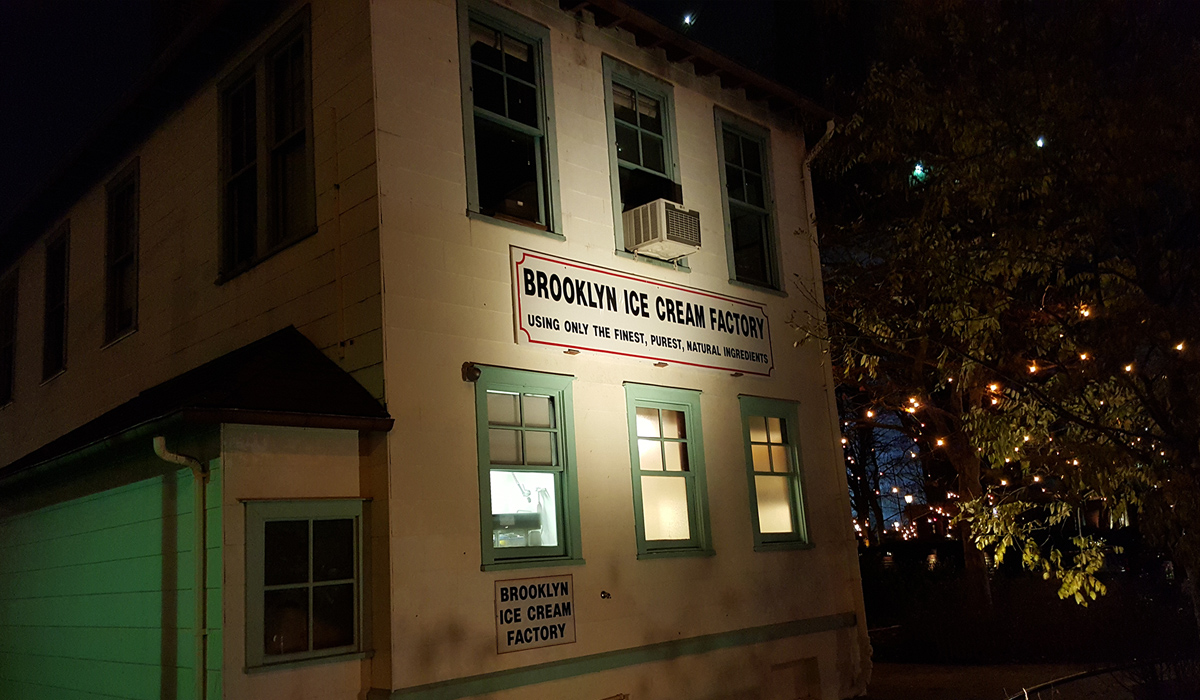 BROOKLYN ICE CREAM FACTORY
USING ONLY THE FINEST, PUREST, NATURAL INGREDIENTS
BROOKLYN
ICE CREAM
FACTORY